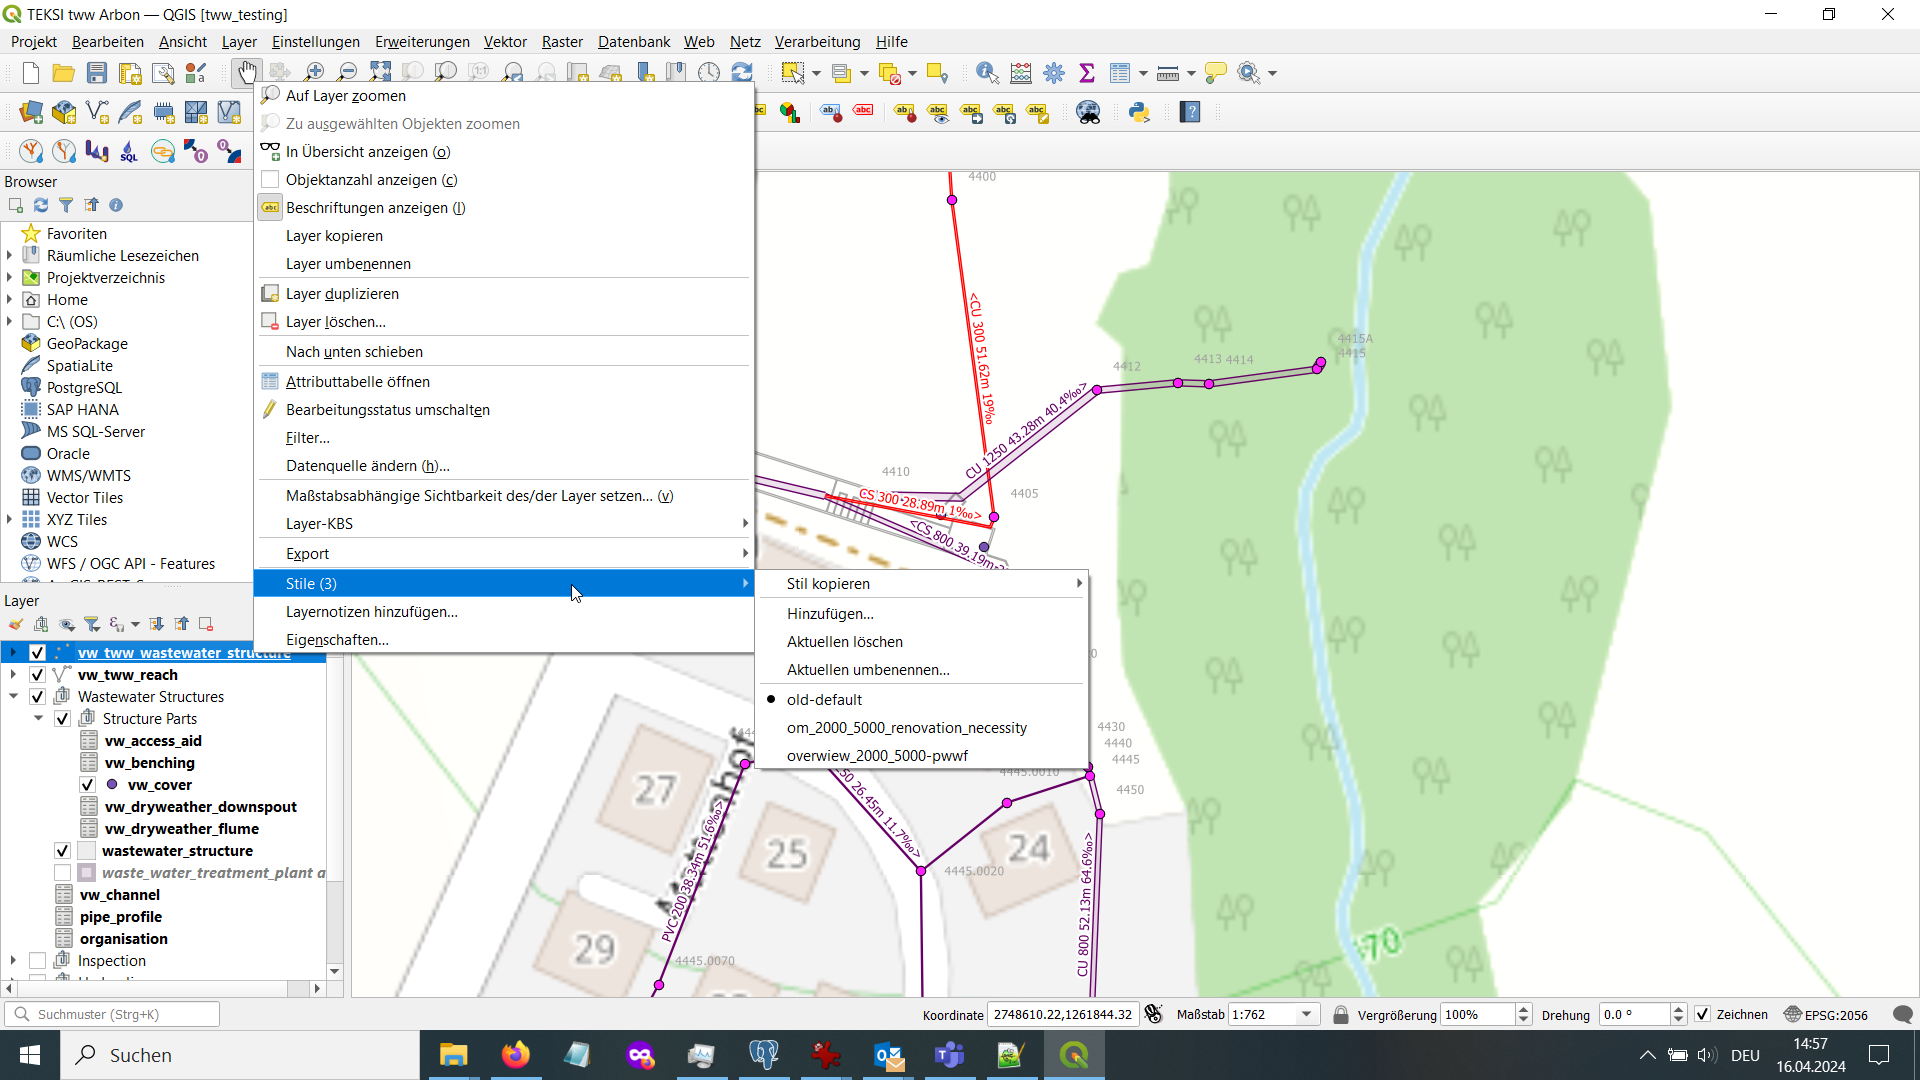 TEKSI tww Arbon — QGIS [tww_testing]
Projekt Bearbeiten Ansicht Layer Einstellungen Erweiterungen Vektor Raster Datenbank Web Netz Verarbeitung Hilfe
Auf Layer zoomen
Zu ausgewählten Objekten zoomen
In Übersicht anzeigen (o)
Objektanzahl anzeigen (c)
Beschriftungen anzeigen (l)
Layer kopieren
Layer umbenennen
Layer duplizieren
Layer löschen...
Nach unten schieben
Attributtabelle öffnen
Bearbeitungsstatus umschalten
Filter...
Datenquelle ändern (h)...
Maßstabsabhängige Sichtbarkeit des/der Layer setzen... (v)
Layer-KBS
Export
Stile (3)
Layernotizen hinzufügen...
Eigenschaften...
Stil kopieren
Hinzufügen...
Aktuellen löschen
Aktuellen umbenennen...
old-default
om_2000_5000_renovation_necessity
overwiew_2000_5000-pwwf
Browser
Favoriten
Räumliche Lesezeichen
Projektverzeichnis
Home
C:\ (OS)
GeoPackage
SpatiaLite
PostgreSQL
SAP HANA
MS SQL-Server
Oracle
WMS/WMTS
Vector Tiles
XYZ Tiles
WCS
WFS / OGC API - Features
Layer
vw_tww_wastewater_structure
vw_tww_reach
Wastewater Structures
Structure Parts
vw_access_aid
vw_benching
vw_cover
vw_dryweather_downspout
vw_dryweather_flume
wastewater_structure
waste_water_treatment_plant a
vw_channel
pipe_profile
organisation
Inspection
4400
<CU 300 51.62m 19‰
4412
4413 4414
4415A
4415
CU 1250 43.28m 40.4‰>
4410
4405
CS 300 28.89m 1‰>
<CS 800 39.19m
4430
4440
4445
4450
4445.0010
4445.0020
4445.0070
26.45m 11.7‰>
PVC 200 38.34m 51.6‰>
CU 800 52.13m 64.6‰>
27
25
24
29
470
Suchmuster (Strg+K)
Koordinate 2748610.22,1261844.32 Maßstab 1:762 Vergrößerung 100% Drehung 0.0 ° Zeichnen EPSG:2056
Suchen
DEU
14:57
16.04.2024